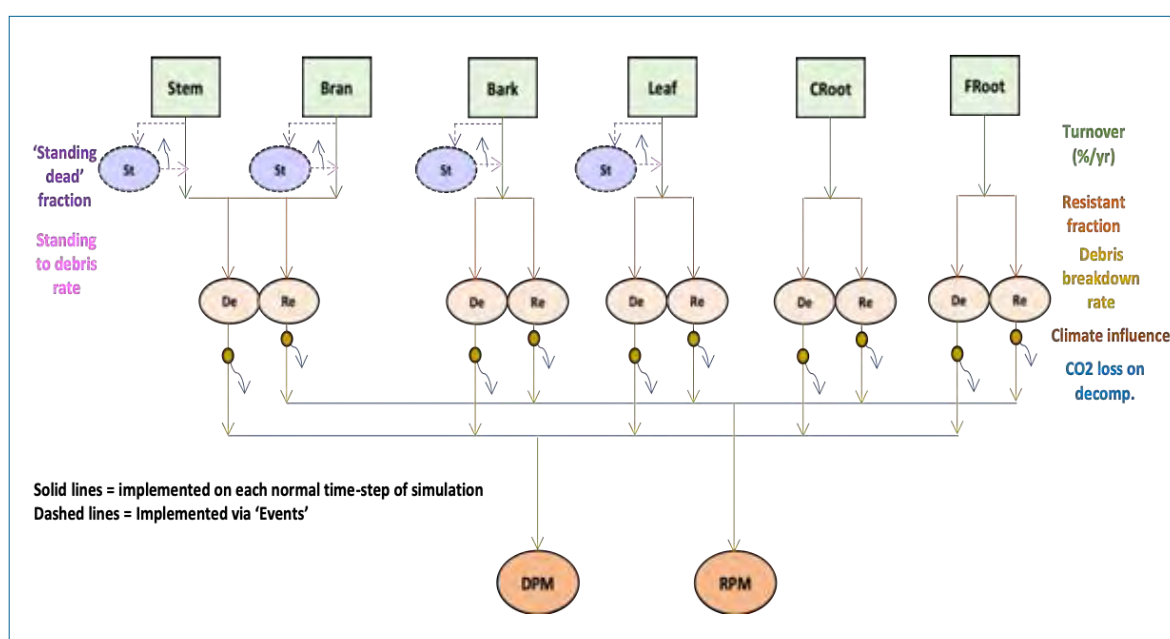 Stem
Bran
Bark
Leaf
CRoot
FRoot
Turnover
(%/yr)
'Standing
dead'
fraction
St
St
St
St
Standing
to debris
rate
Resistant
fraction
Debris
breakdown
rate
De
Re
De
Re
De
Re
De
Re
De
Re
Climate influence
CO2 loss on
decomp.
Solid lines = implemented on each normal time-step of simulation
Dashed lines = Implemented via 'Events'
DPM
RPM